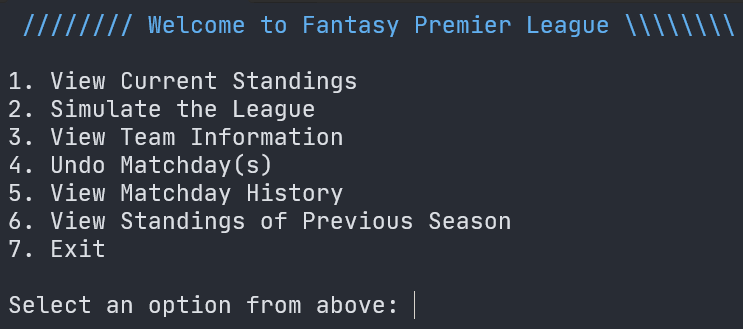 //////// Welcome to Fantasy Premier League \\\\\\\\
1. View Current Standings
2. Simulate the League
3. View Team Information
4. Undo Matchday(s)
5. View Matchday History
6. View Standings of Previous Season
7. Exit
Select an option from above: